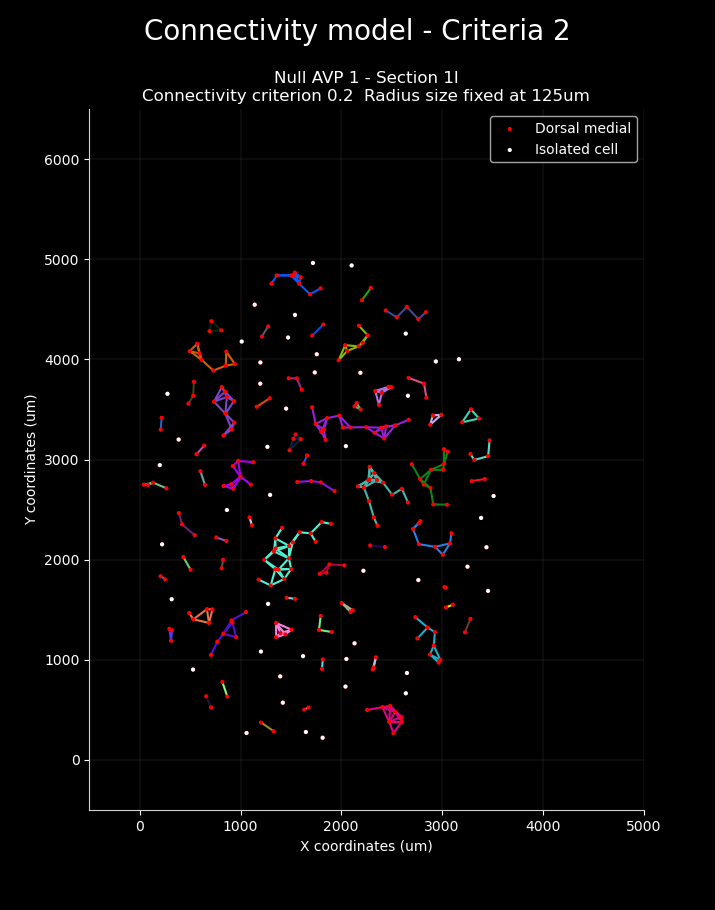 Connectivity model - Criteria 2
Null AVP 1 - Section 1I
Connectivity criterion 0.2  Radius size fixed at 125um
Dorsal medial
Isolated cell
6000
5000
4000
3000
2000
1000
0
Y coordinates (um)
0 1000 2000 3000 4000 5000
X coordinates (um)